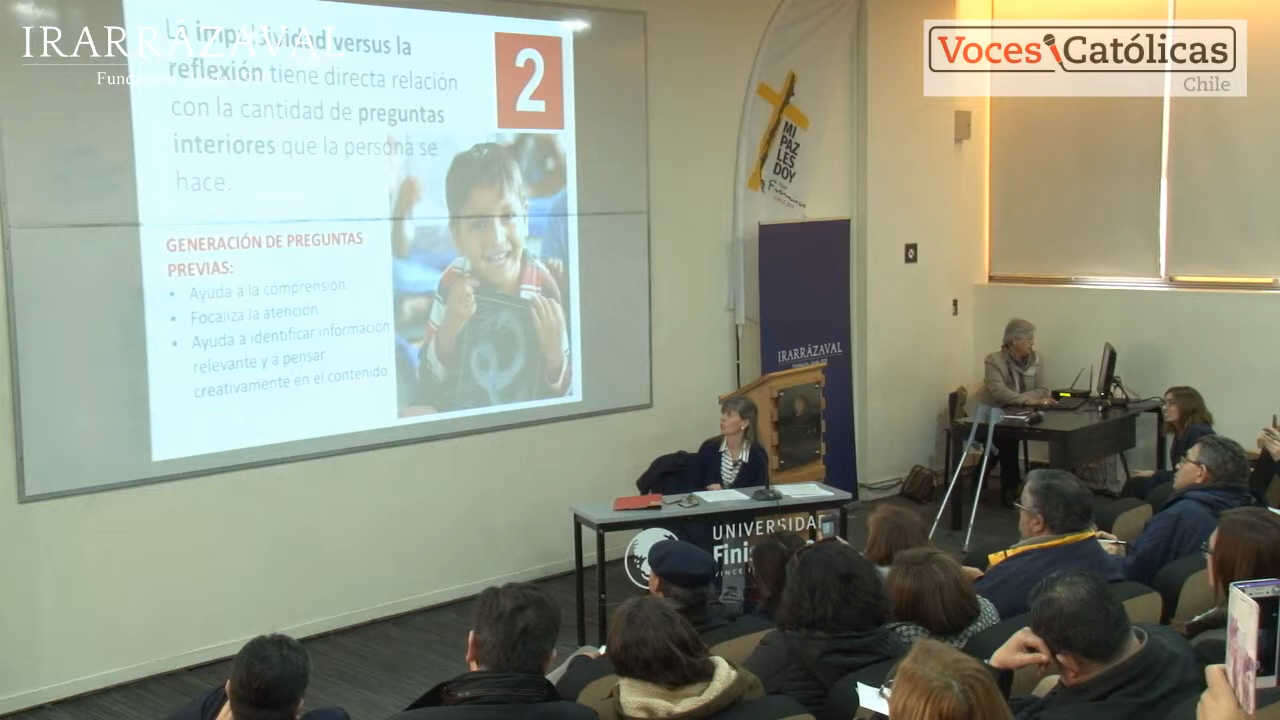 IRARRÁZAVAL
La impulsividad versus la
reflexión tiene directa relación
con la cantidad de preguntas
interiores que la persona se
hace.
2
GENERACIÓN DE PREGUNTAS
PREVIAS:
• Ayuda a la comprensión
• Focaliza la atención
• Ayuda a identificar información
relevante y a pensar
creativamente en el contenido
Voces Católicas
Chile
MI
PAZ
LES
DOY
IRARRÁZAVAL
UNIVERSIDAD